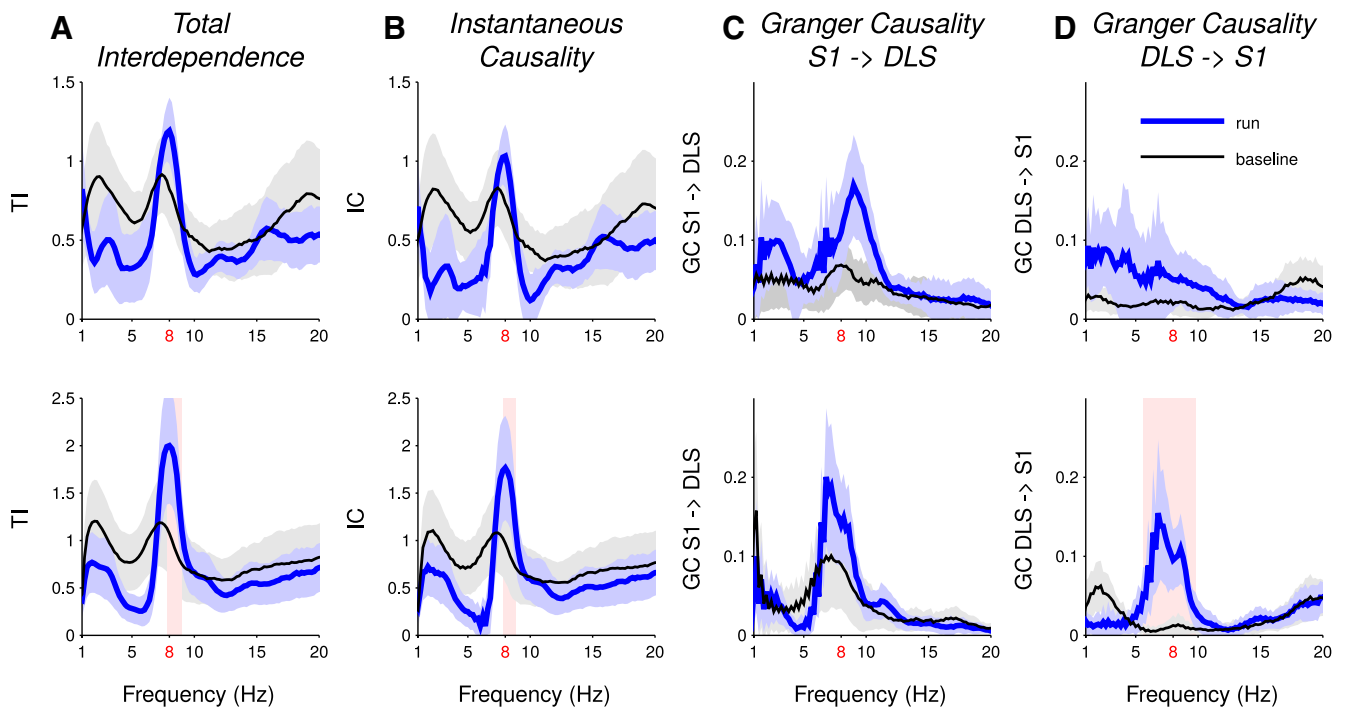 A Total Interdependence
B Instantaneous Causality
C Granger Causality S1 -> DLS
D Granger Causality DLS -> S1
TI
1.5
1
0.5
0
1 5 8 10 15 20
IC
1.5
1
0.5
0
1 5 8 10 15 20
GC S1 -> DLS
0.2
0.1
0
1 5 8 10 15 20
GC DLS -> S1
0.2
0.1
0
1 5 8 10 15 20
run
baseline
TI
2.5
2
1.5
1
0.5
0
1 5 8 10 15 20
Frequency (Hz)
IC
2.5
2
1.5
1
0.5
0
1 5 8 10 15 20
Frequency (Hz)
GC S1 -> DLS
0.2
0.1
0
1 5 8 10 15 20
Frequency (Hz)
GC DLS -> S1
0.2
0.1
0
1 5 8 10 15 20
Frequency (Hz)